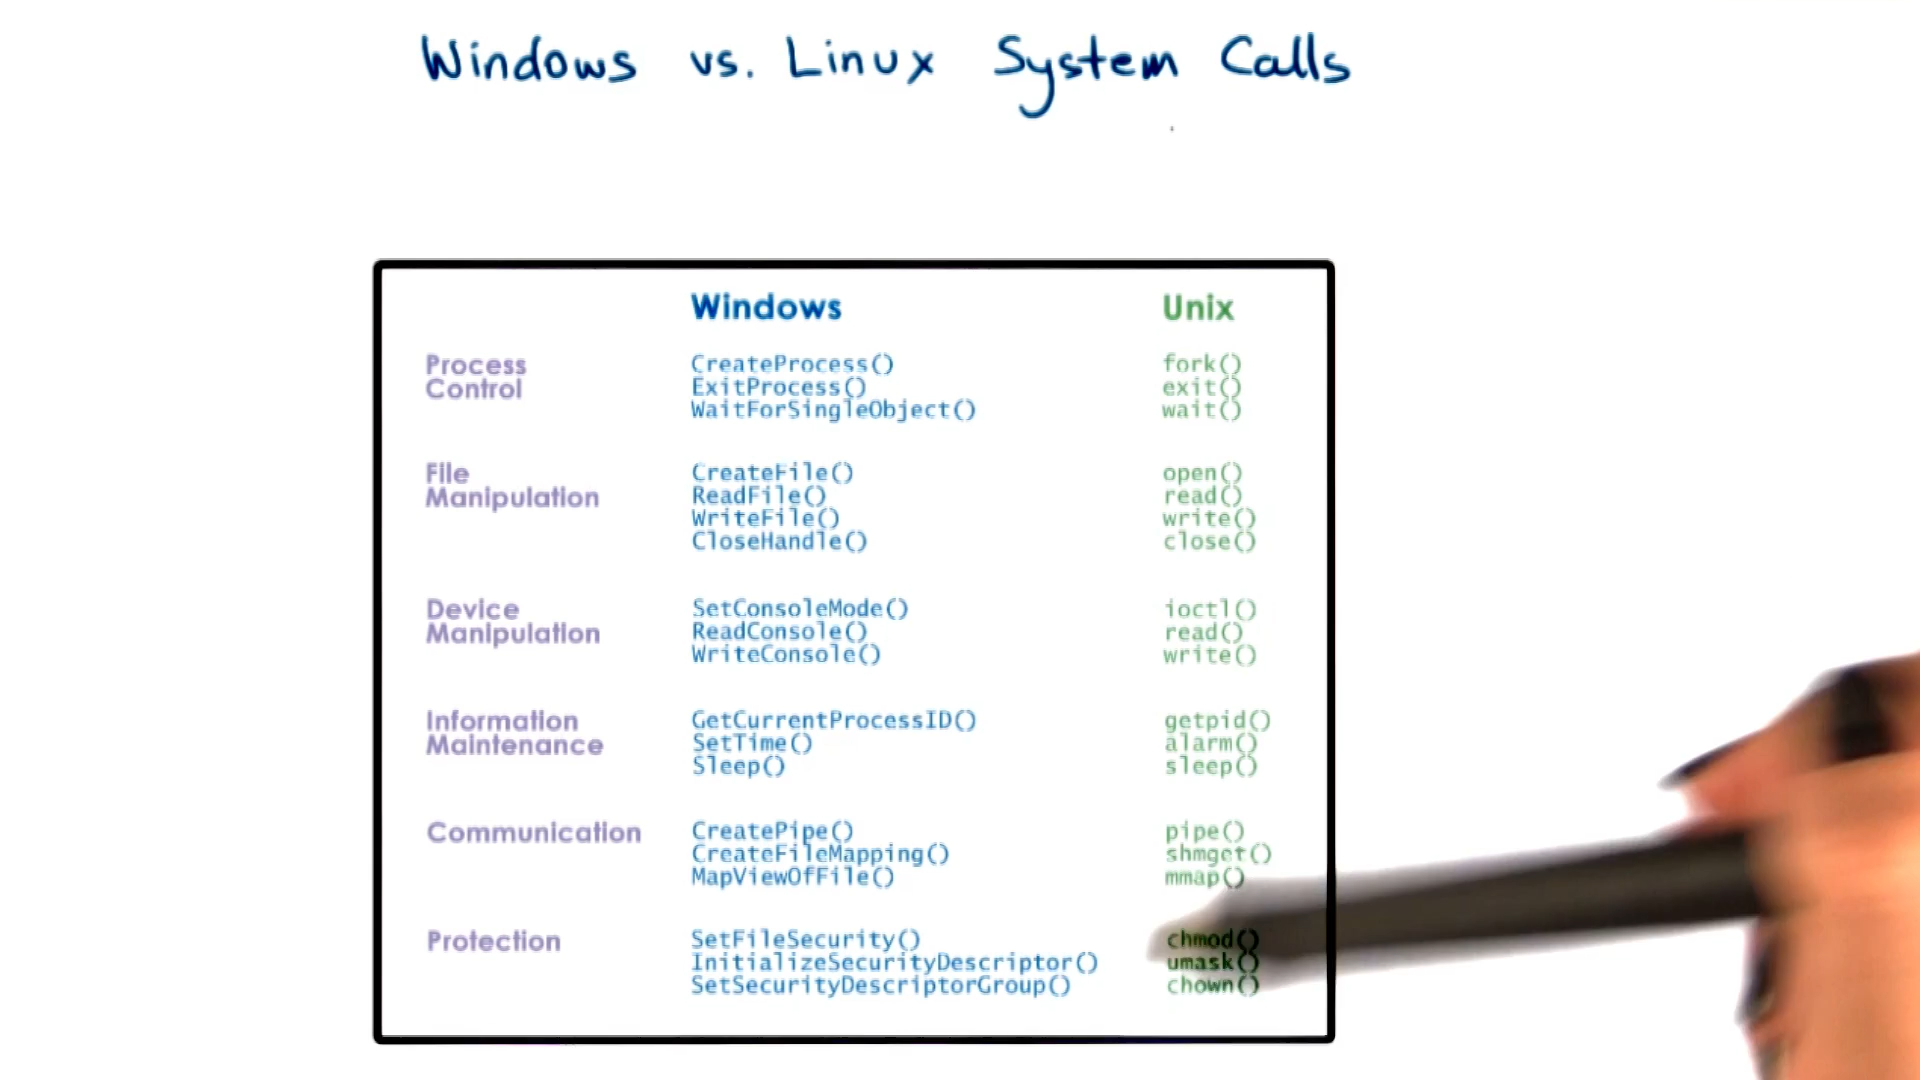 Windows vs. Linux System Calls
Windows Unix
Process Control
CreateProcess() fork()
ExitProcess() exit()
WaitForSingleObject() wait()
File Manipulation
CreateFile() open()
ReadFile() read()
WriteFile() write()
CloseHandle() close()
Device Manipulation
SetConsoleMode() ioctl()
ReadConsole() read()
WriteConsole() write()
Information Maintenance
GetCurrentProcessID() getpid()
SetTime() alarm()
Sleep() sleep()
Communication
CreatePipe() pipe()
CreateFileMapping() shmget()
MapViewOfFile() mmap()
Protection
SetFileSecurity() chmod()
InitializeSecurityDescriptor() umask()
SetSecurityDescriptorGroup() chown()